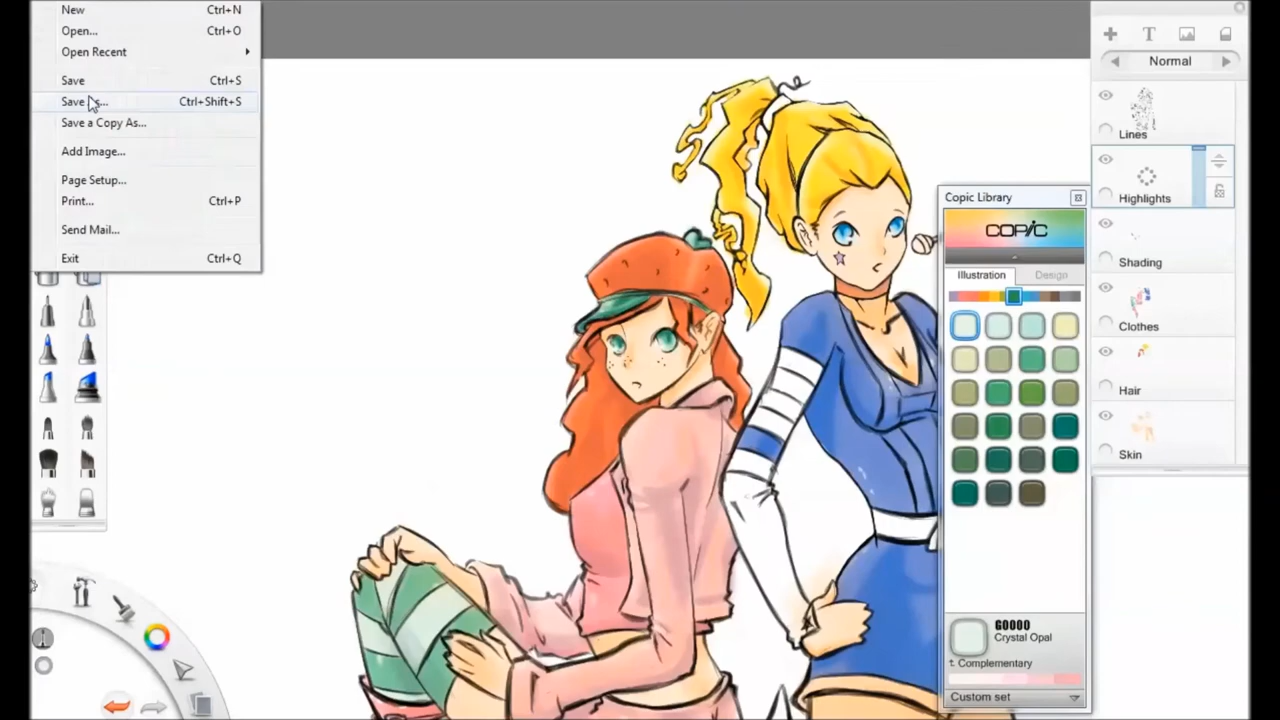 New Ctrl+N
Open... Ctrl+O
Open Recent
Save Ctrl+S
Save As... Ctrl+Shift+S
Save a Copy As...
Add Image...
Page Setup...
Print... Ctrl+P
Send Mail...
Exit Ctrl+Q
T
Normal
Lines
Highlights
Shading
Clothes
Hair
Skin
Copic Library
COPIC
Illustration Design
G0000
Crystal Opal
1. Complementary
Custom set